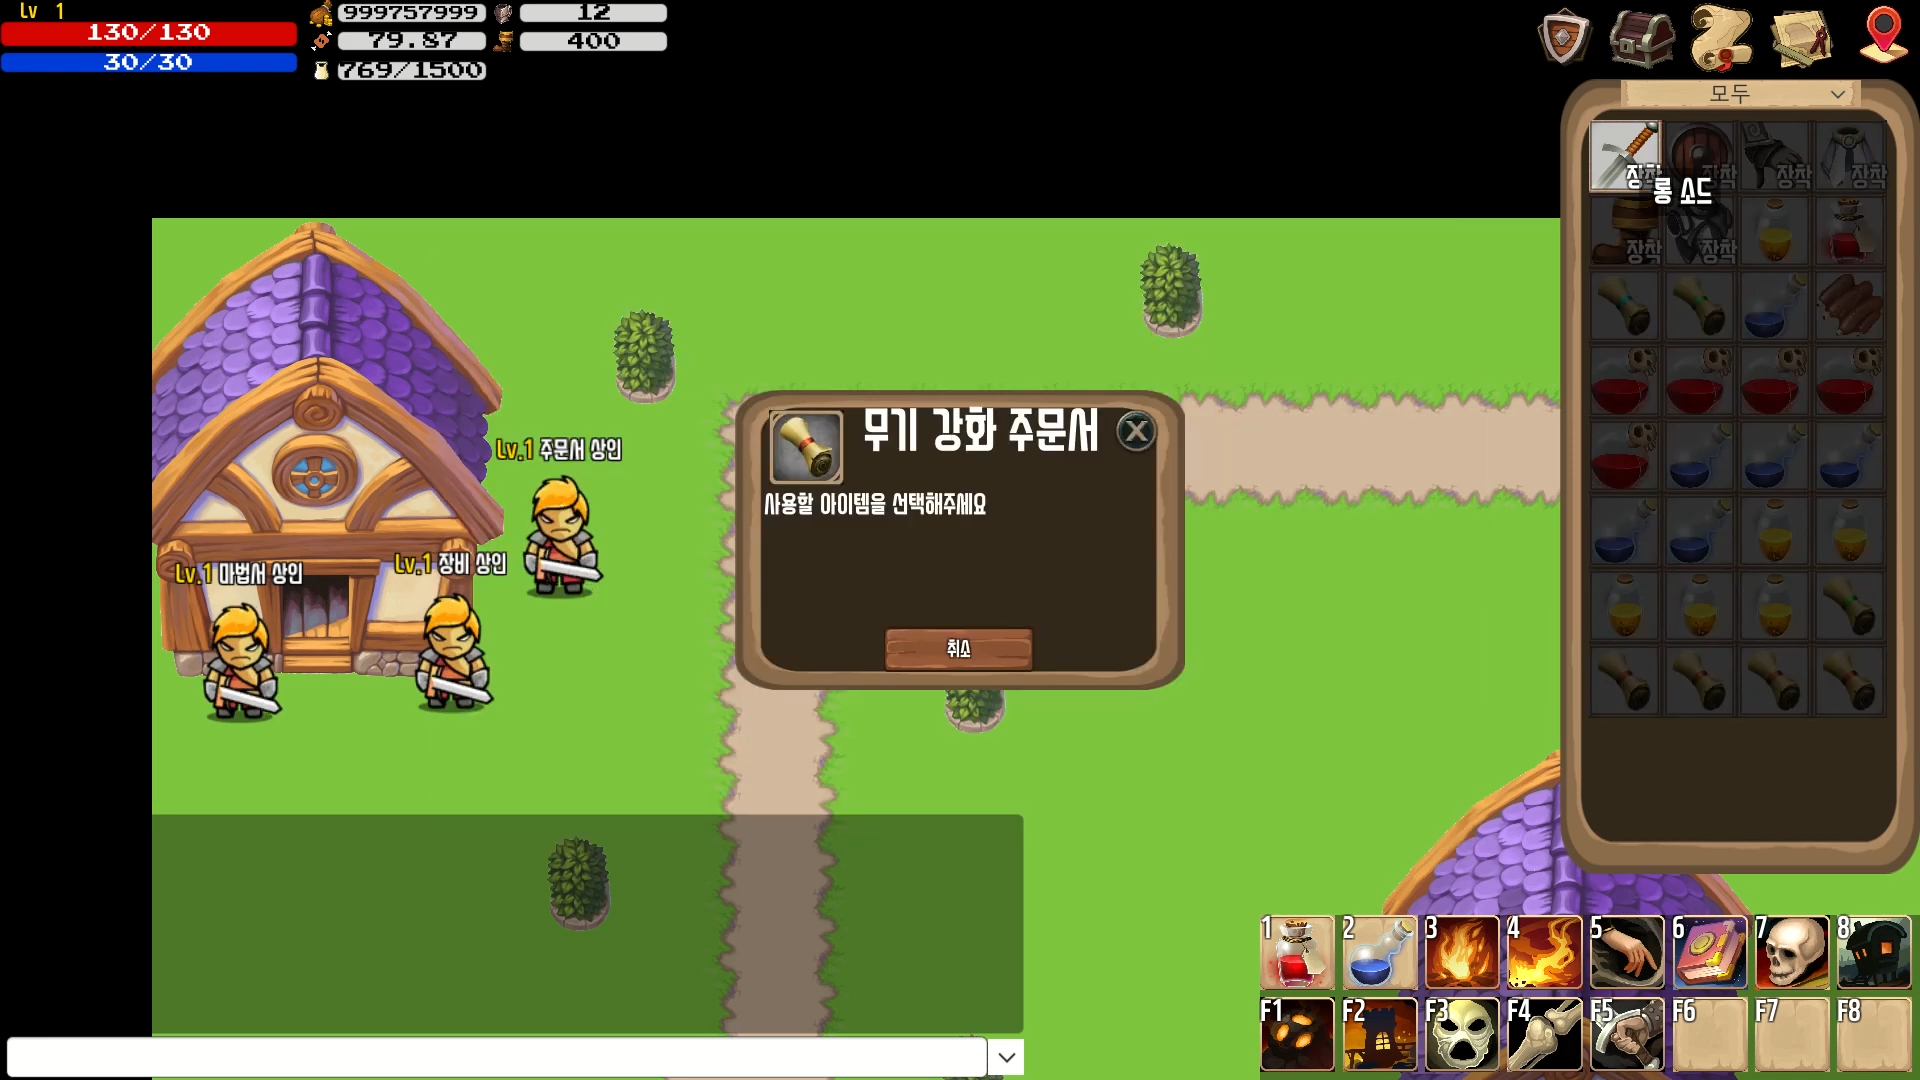 Lv 1
130/130
30/30
999757999
12
79.87
400
769/1500
모두
장착
장착
장착
장착
롱 소드
장착
장착
무기 강화 주문서
사용할 아이템을 선택해주세요
취소
Lv.1 주문서 상인
Lv.1 장비 상인
Lv.1 마법서 상인
1 2 3 4 5 6 7 8
F1 F2 F3 F4 F5 F6 F7 F8